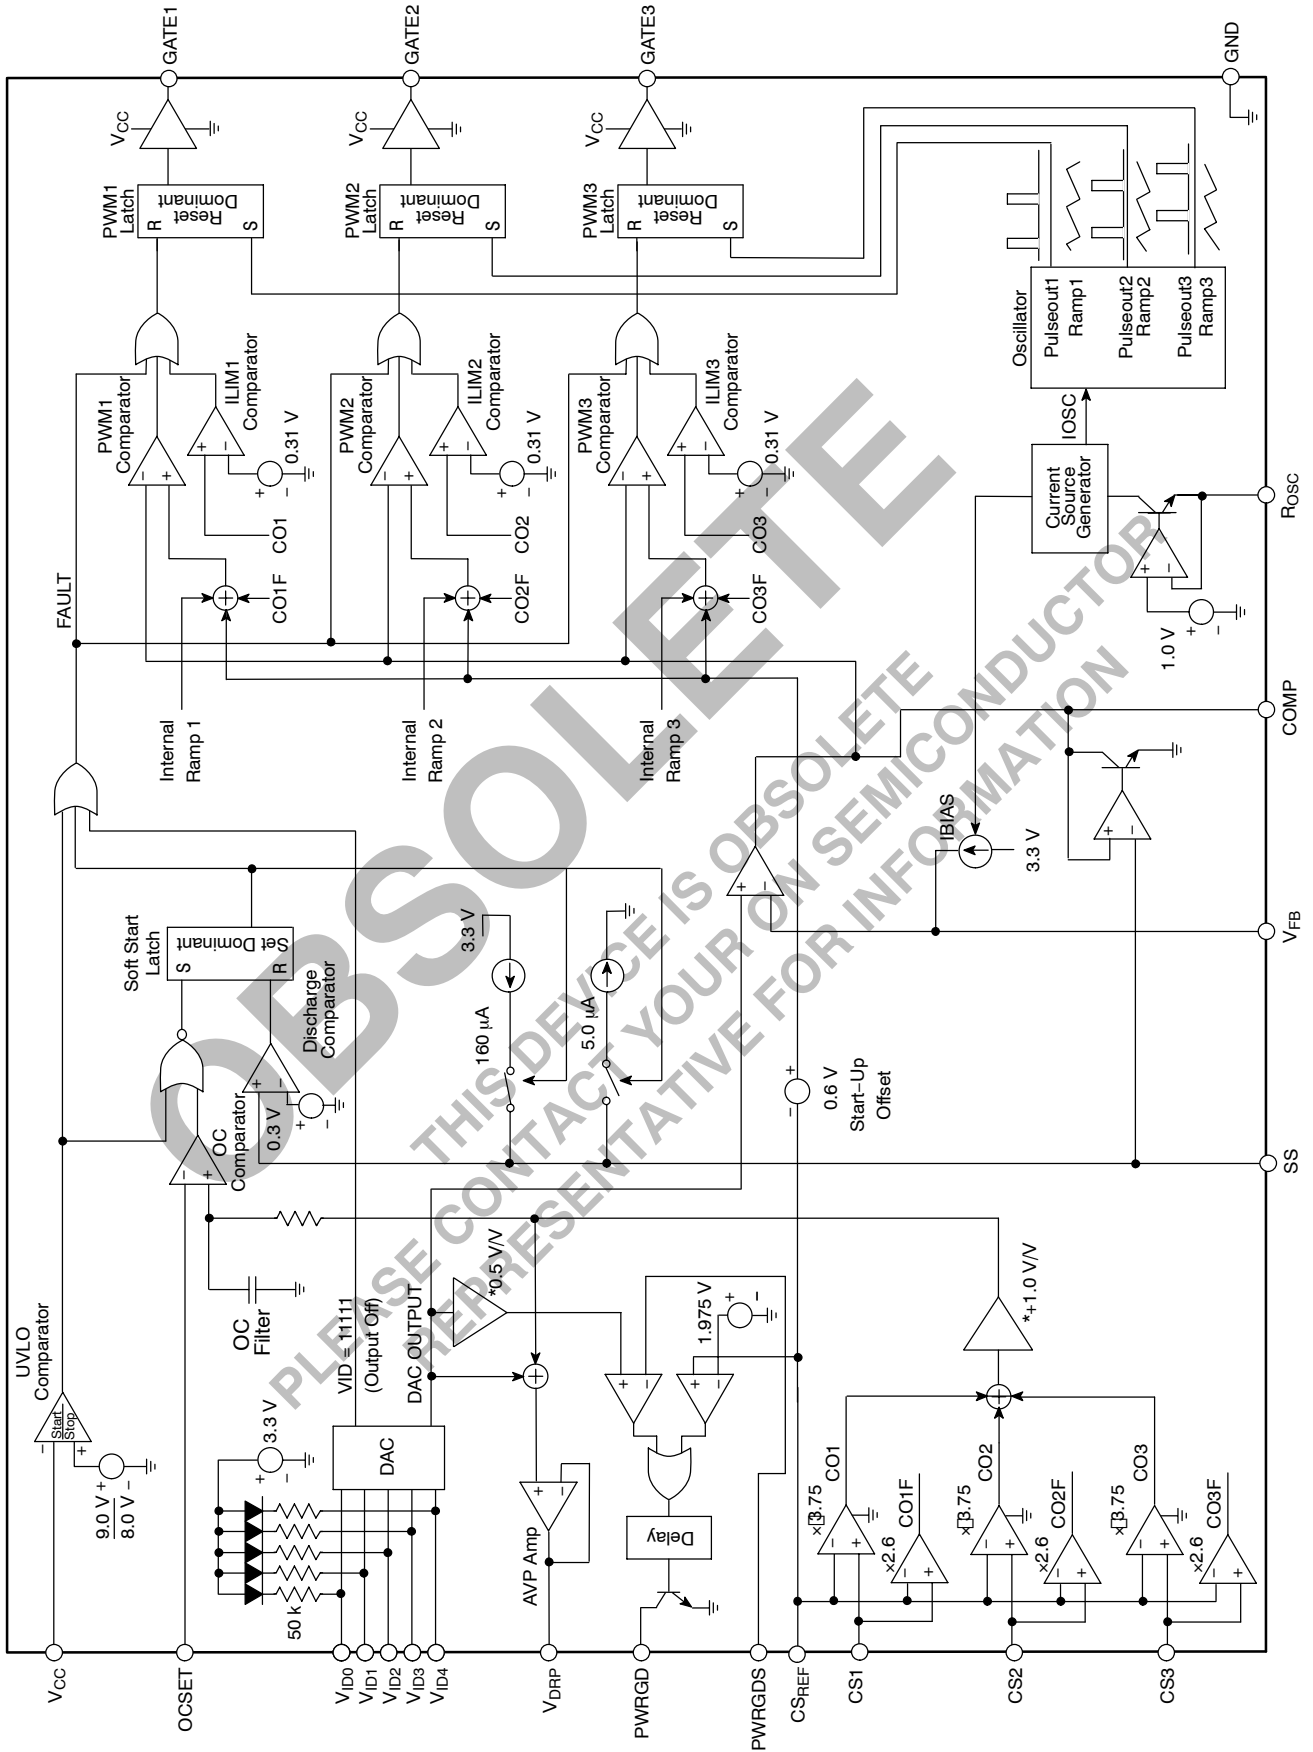 VCC
OCSET
VID0
VID1
VID2
VID3
VID4
VDRP
PWRGD
PWRGDS
CSREF
CS1
CS2
CS3
UVLO
Comparator
−
Start
Stop
+
9.0 V
8.0 V
+
−
3.3 V
+
−
50 k
DAC
VID = 11111
(Output Off)
DAC OUTPUT
OC
Filter
−
+
OC
Comparator
0.3 V
+
−
+
−
Discharge
Comparator
Soft Start
Latch
S
R
Set
Dominant
160 µA
3.3 V
5.0 µA
*0.5 V/V
+
AVP Amp
+
−
Delay
+
−
+
−
1.975 V
+
−
−
+
0.6 V
Start−Up
Offset
×3.75
CO1
−
+
×2.6
CO1F
−
+
×3.75
CO2
−
+
×2.6
CO2F
−
+
×3.75
CO3
−
+
×2.6
CO3F
−
+
+
*+1.0 V/V
FAULT
Internal
Ramp 1
+
CO1F
CO1
PWM1
Comparator
−
+
ILIM1
Comparator
+
−
+
−
0.31 V
PWM1
Latch
R
S
Reset
Dominant
VCC
GATE1
Internal
Ramp 2
+
CO2F
CO2
PWM2
Comparator
−
+
ILIM2
Comparator
+
−
+
−
0.31 V
PWM2
Latch
R
S
Reset
Dominant
VCC
GATE2
Internal
Ramp 3
+
CO3F
CO3
PWM3
Comparator
−
+
ILIM3
Comparator
+
−
+
−
0.31 V
PWM3
Latch
R
S
Reset
Dominant
VCC
GATE3
+
−
IBIAS
3.3 V
+
−
1.0 V
+
−
+
−
Current
Source
Generator
IOSC
Oscillator
Pulseout1
Ramp1
Pulseout2
Ramp2
Pulseout3
Ramp3
SS
VFB
COMP
ROSC
GND
OBSOLETE
THIS DEVICE IS OBSOLETE
PLEASE CONTACT YOUR ON SEMICONDUCTOR
REPRESENTATIVE FOR INFORMATION